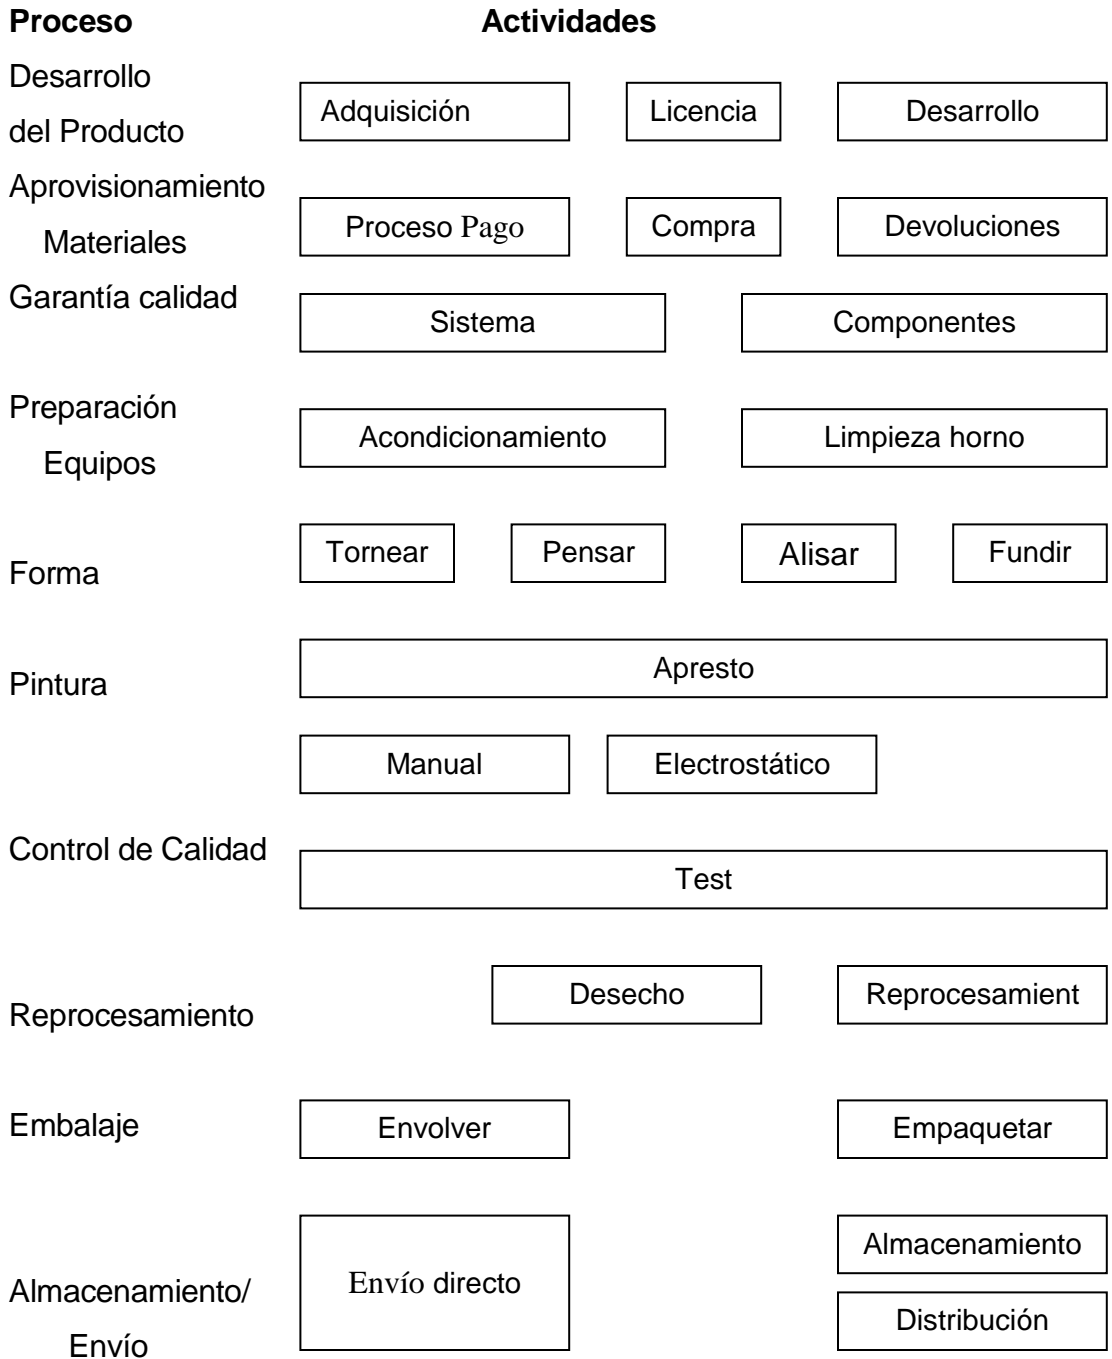 Proceso Actividades
Desarrollo
del Producto
Adquisición Licencia Desarrollo
Aprovisionamiento
Materiales
Proceso Pago Compra Devoluciones
Garantía calidad
Sistema Componentes
Preparación
Equipos
Acondicionamiento Limpieza horno
Forma
Tornear Pensar Alisar Fundir
Pintura
Apresto
Manual Electrostático
Control de Calidad
Test
Reprocesamiento
Desecho Reprocesamient
Embalaje
Envolver Empaquetar
Almacenamiento/
Envío
Envío directo
Almacenamiento
Distribución